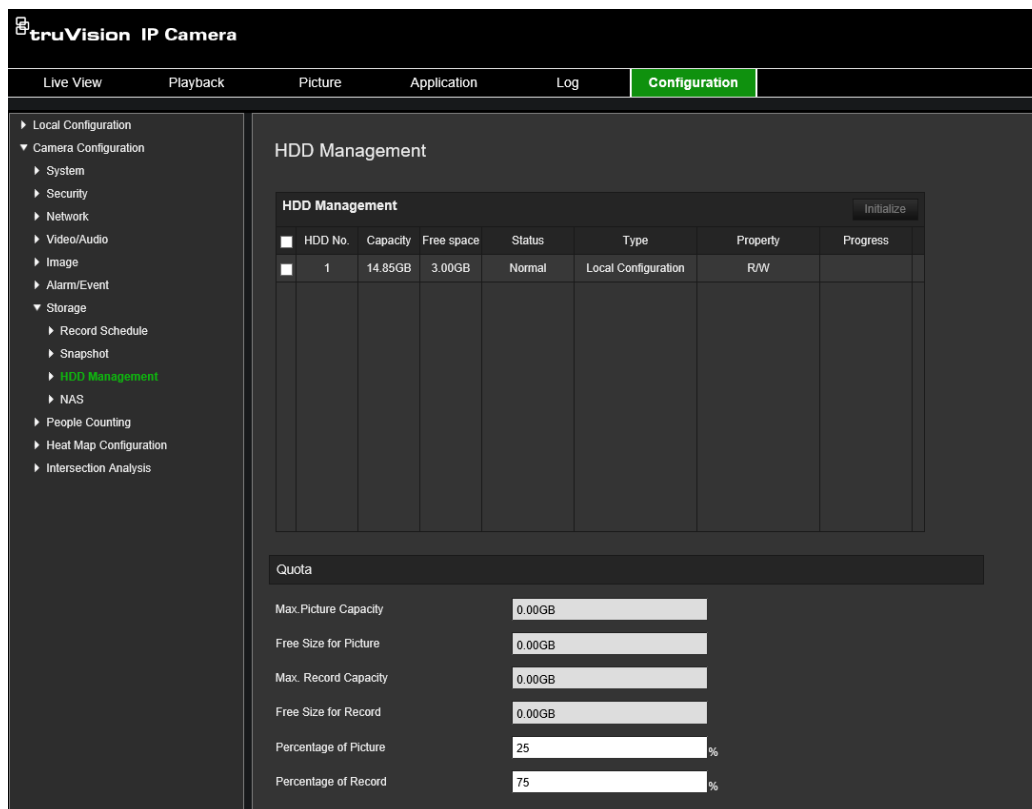 truVision IP Camera
Live View Playback Picture Application Log Configuration
Local Configuration
Camera Configuration
System
Security
Network
Video/Audio
Image
Alarm/Event
Storage
Record Schedule
Snapshot
HDD Management
NAS
People Counting
Heat Map Configuration
Intersection Analysis
HDD Management
HDD Management Initialize
HDD No. Capacity Free space Status Type Property Progress
1 14.85GB 3.00GB Normal Local Configuration R/W
Quota
Max.Picture Capacity 0.00GB
Free Size for Picture 0.00GB
Max. Record Capacity 0.00GB
Free Size for Record 0.00GB
Percentage of Picture 25 %
Percentage of Record 75 %